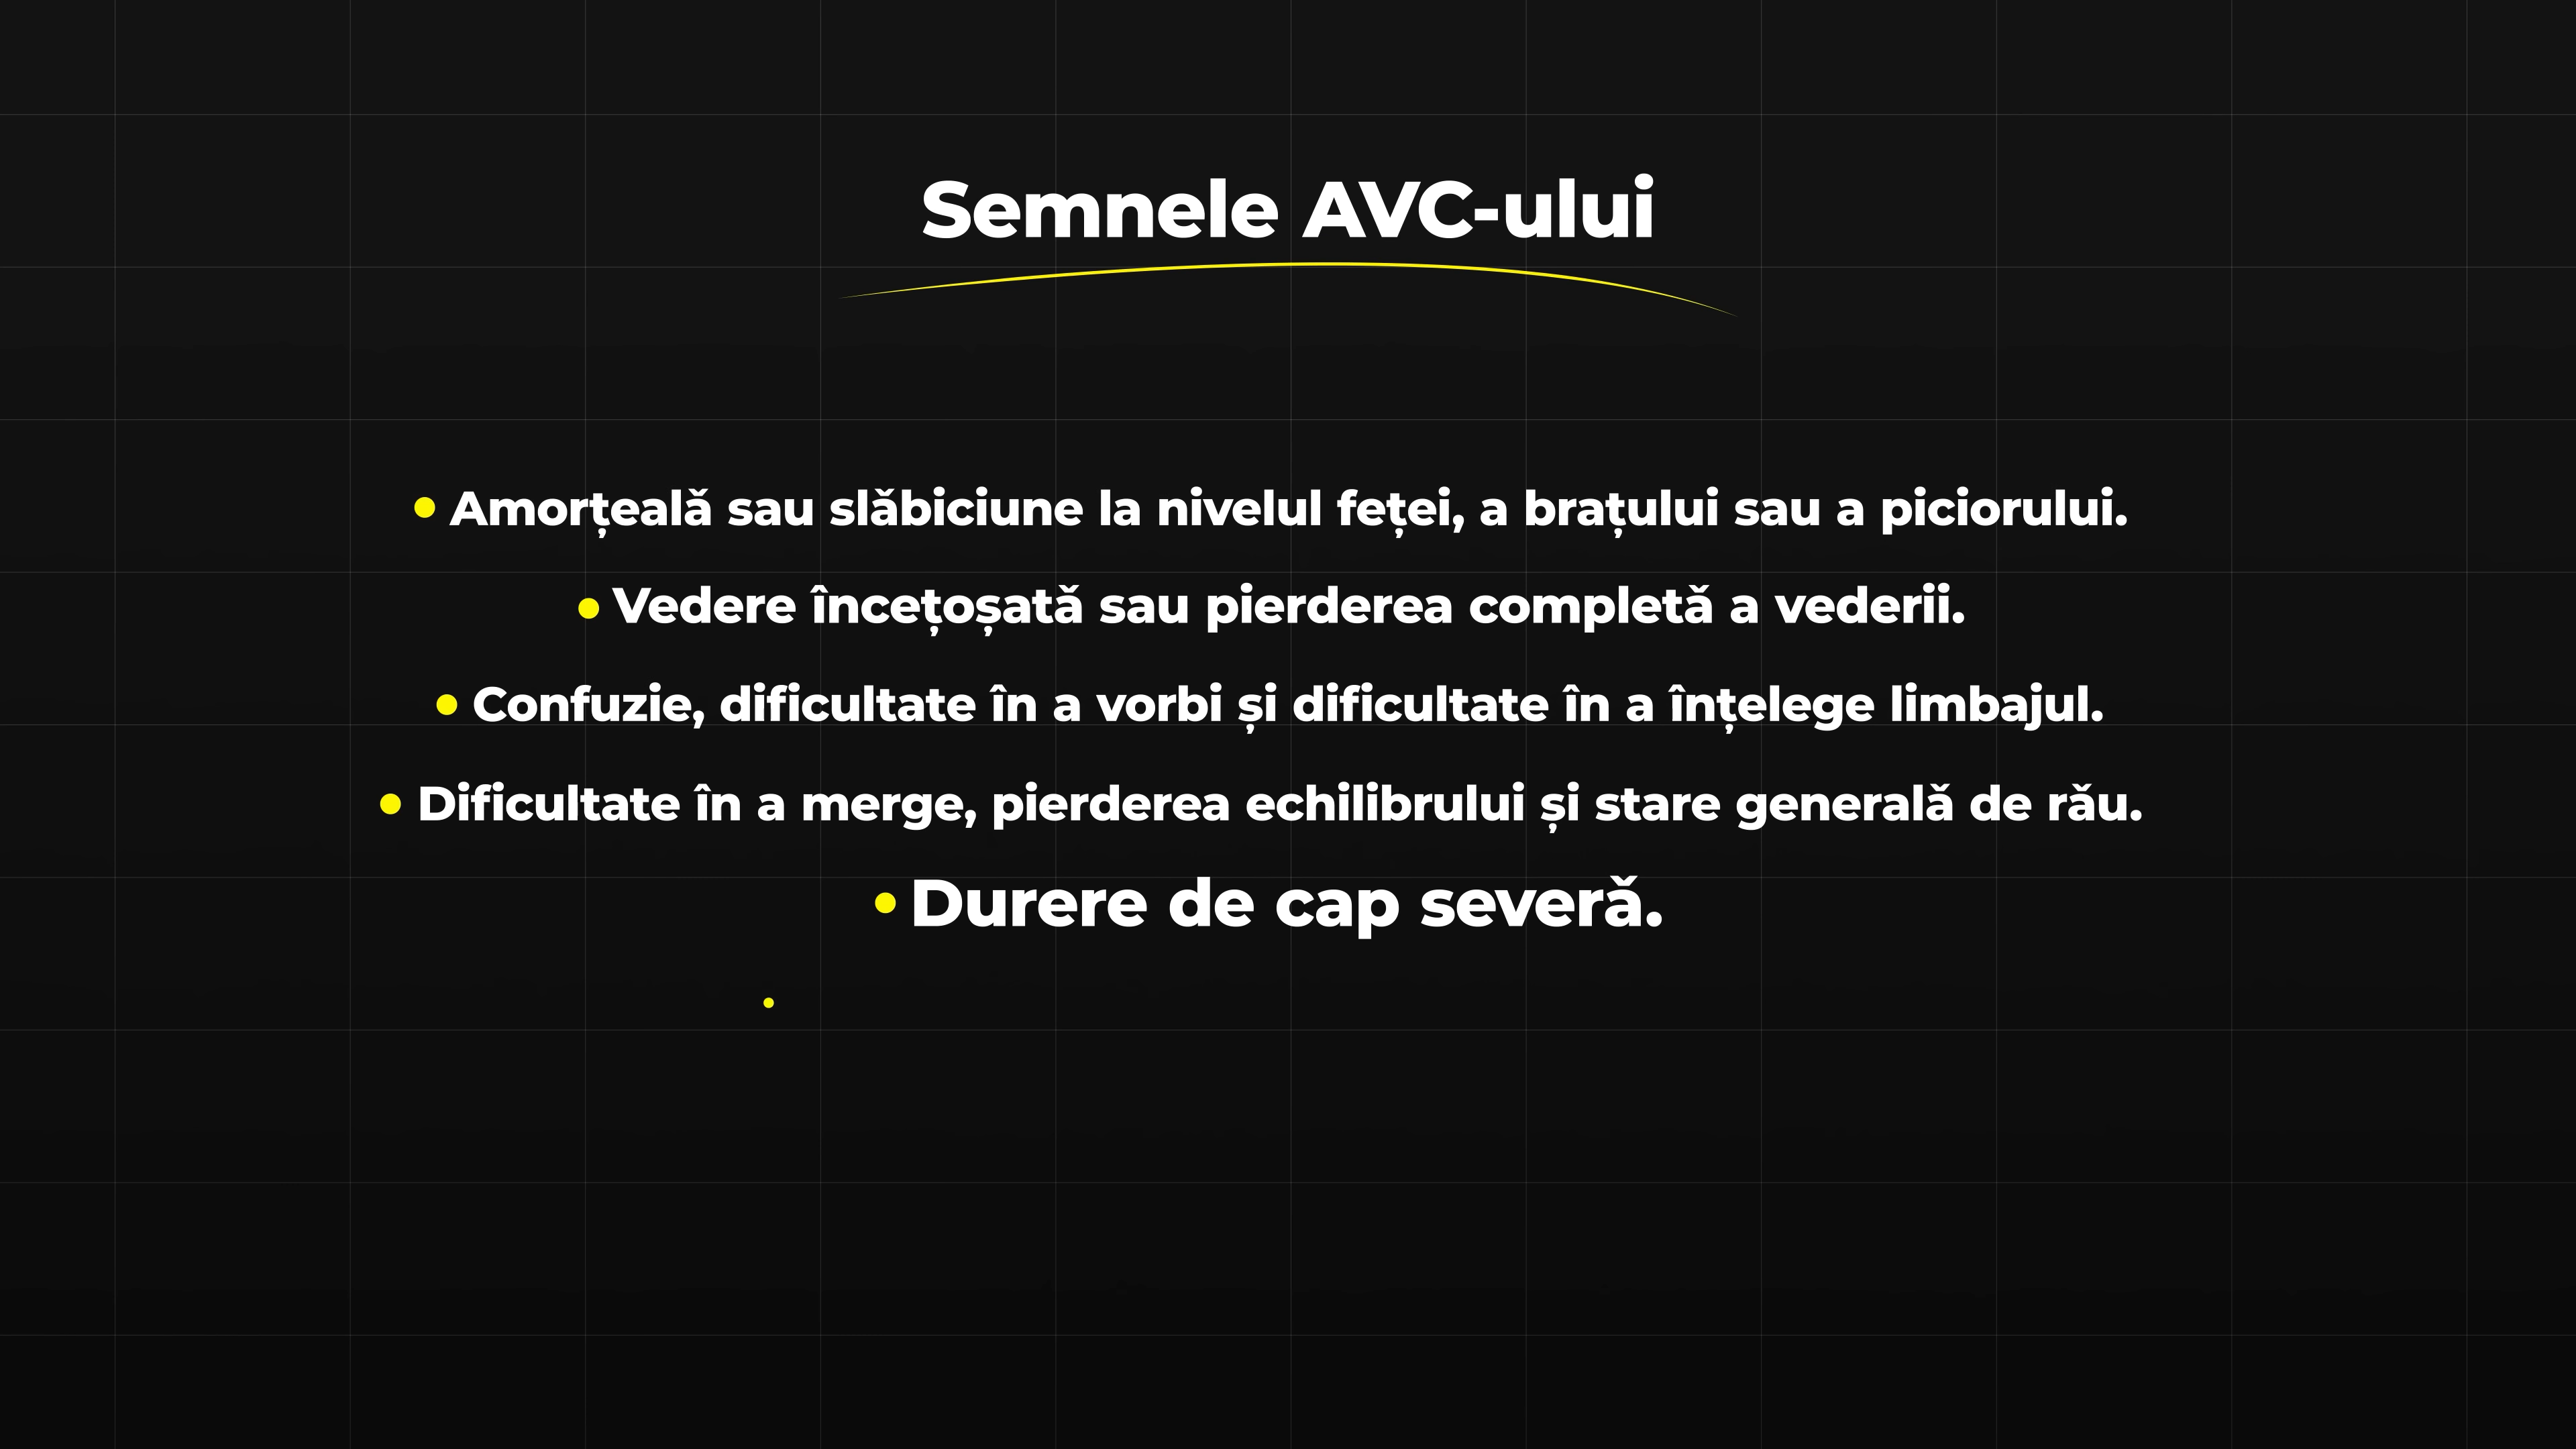 Semnele AVC-ului
• Amorțeală sau slăbiciune la nivelul feței, a brațului sau a piciorului.
• Vedere încețoșată sau pierderea completă a vederii.
• Confuzie, dificultate în a vorbi și dificultate în a înțelege limbajul.
• Dificultate în a merge, pierderea echilibrului și stare generală de rău.
• Durere de cap severă.
•